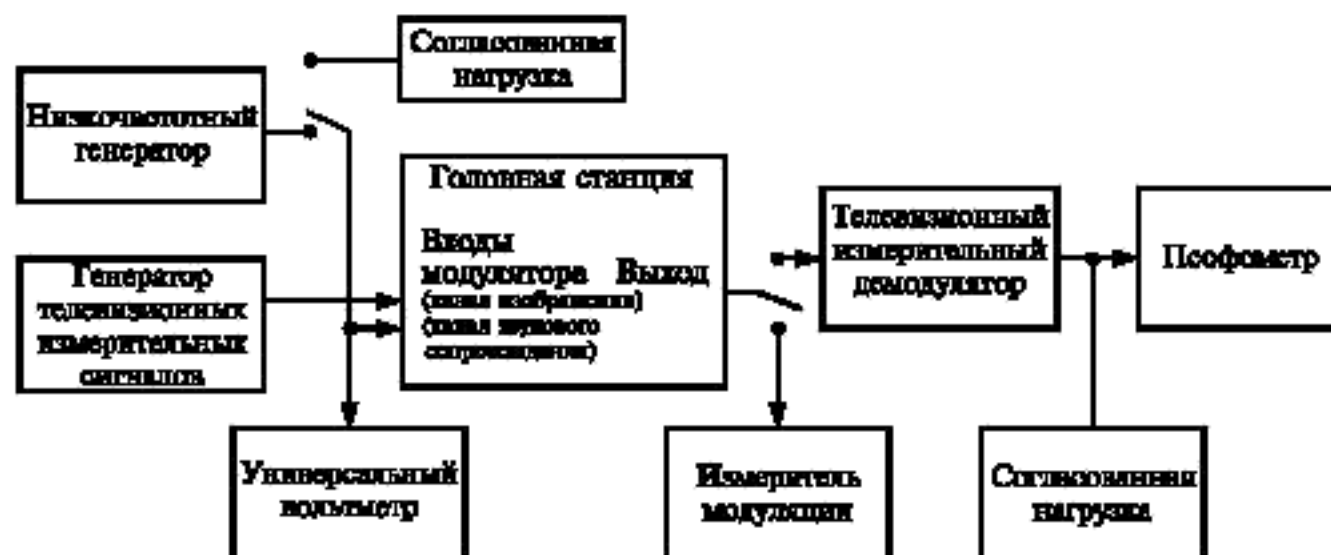 Согласованная
нагрузка
Низкочастотный
генератор
Головная станция
Входы
модулятора Выход
(канал изображения)
(канал звукового
сопровождения)
Генератор
телевизионных
измерительных
сигналов
Телевизионный
измерительный
демодулятор
Псофометр
Универсальный
вольтметр
Измеритель
модуляции
Согласованная
нагрузка